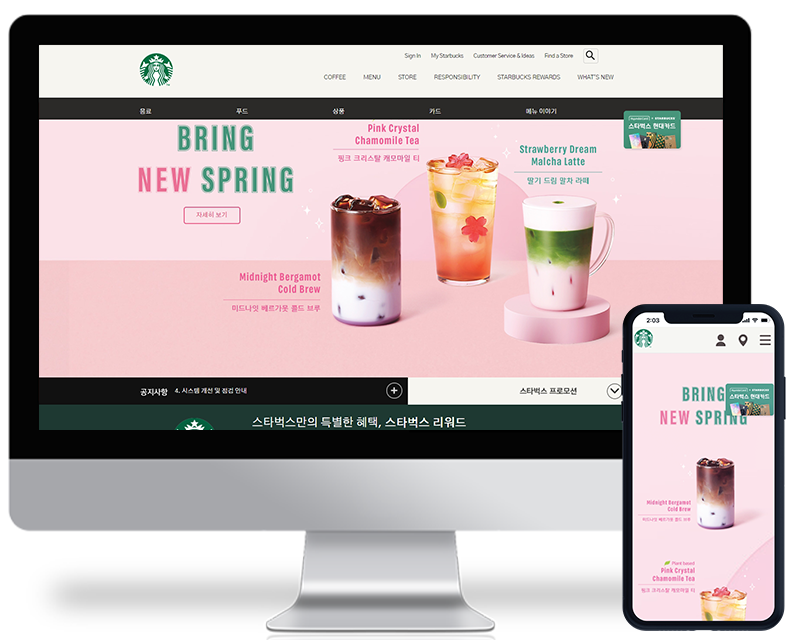 Sign In My Starbucks Customer Service & Ideas Find a Store
COFFEE MENU STORE RESPONSIBILITY STARBUCKS REWARDS WHAT'S NEW
음료 푸드 상품 카드 메뉴 이야기
BRING
NEW SPRING
자세히 보기
Pink Crystal
Chamomile Tea
핑크 크리스탈 캐모마일 티
Strawberry Dream
Malcha Latte
딸기 드림 말차 라떼
Midnight Bergamot
Cold Brew
미드나잇 베르가못 콜드 브루
스타벅스 현대카드
공지사항 4. 시스템 개선 및 점검 안내
스타벅스 프로모션
스타벅스만의 특별한 혜택, 스타벅스 리워드
2:03
BRING
NEW SPRING
스타벅스 현대카드
Midnight Bergamot
Cold Brew
미드나잇 베르가못 콜드 브루
Plant based
Pink Crystal
Chamomile Tea
핑크 크리스탈 캐모마일 티